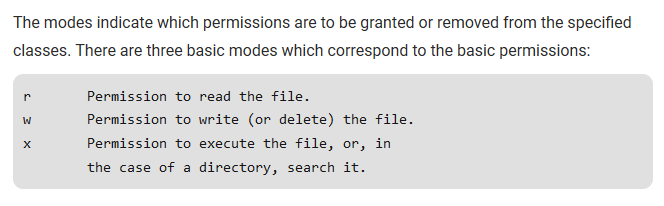 The modes indicate which permissions are to be granted or removed from the specified
classes. There are three basic modes which correspond to the basic permissions:
r Permission to read the file.
w Permission to write (or delete) the file.
x Permission to execute the file, or, in
the case of a directory, search it.